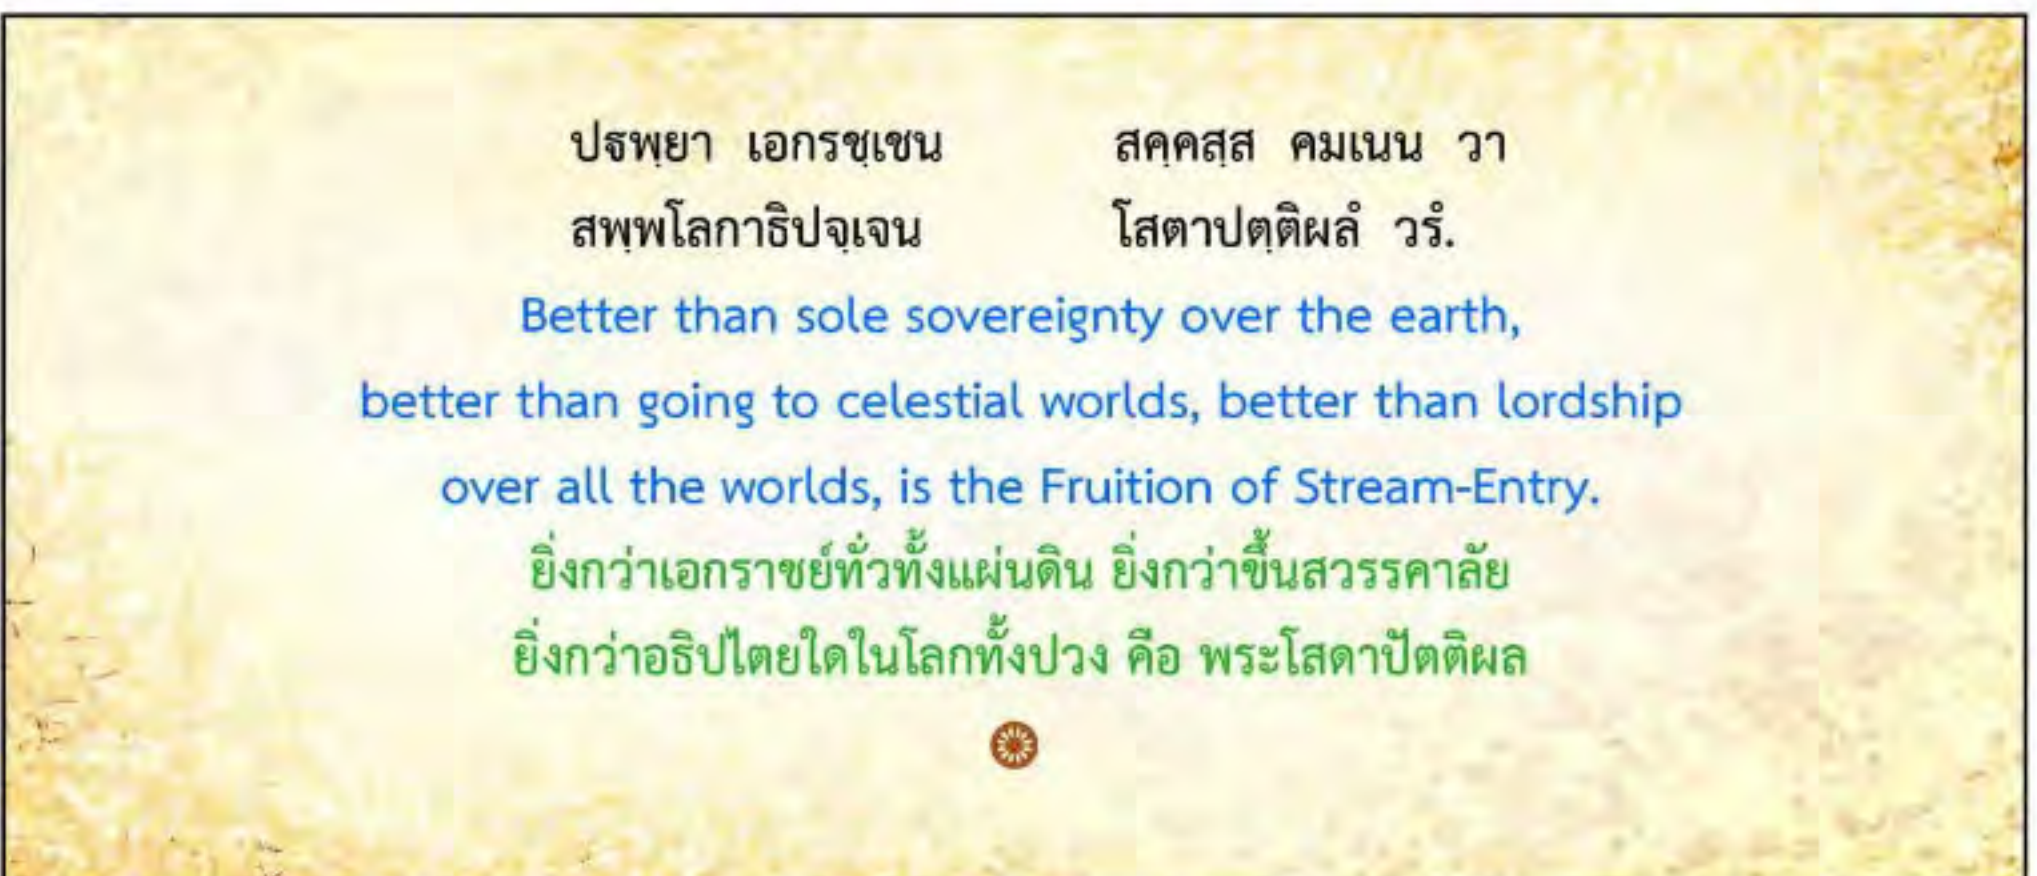 ปฐพฺยา เอกรชฺเชน สคฺคสฺส คมเนน วา
สพฺพโลกาธิปจฺเจน โสตาปตฺติผลํ วรํ.
Better than sole sovereignty over the earth,
better than going to celestial worlds, better than lordship
over all the worlds, is the Fruition of Stream-Entry.
ยิ่งกว่าเอกราชย์ทั่วทั้งแผ่นดิน ยิ่งกว่าขึ้นสวรรคาลัย
ยิ่งกว่าอธิปไตยใดในโลกทั้งปวง คือ พระโสดาปัตติผล